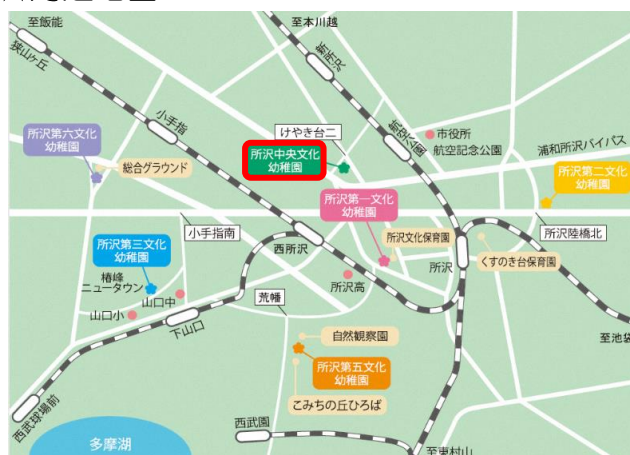 至飯能
至本川越
狭山ヶ丘
新所沢
小手指
けやき台二
航空公園
市役所
航空記念公園
浦和所沢バイパス
所沢第六文化
幼稚園
総合グラウンド
所沢中央文化
幼稚園
所沢第二文化
幼稚園
所沢第一文化
幼稚園
小手指南
所沢第三文化
幼稚園
西所沢
所沢文化保育園
所沢
所沢陸橋北
くすのき台保育園
椿峰
ニュータウン
山口中
山口小
所沢高
荒幡
下山口
自然観察園
至池袋
所沢第五文化
幼稚園
こみちの丘ひろば
西武球場前
西武園
多摩湖
至東村山